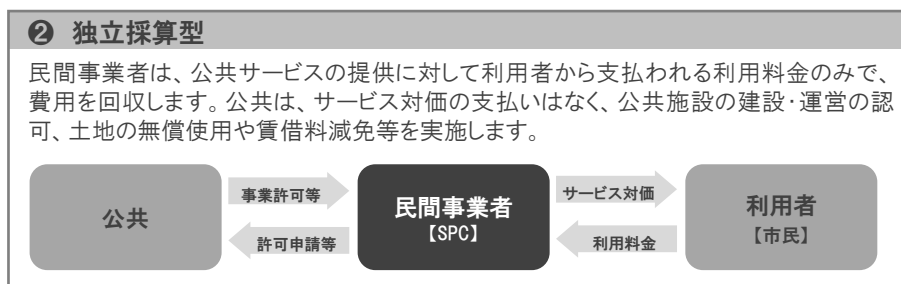 ❷ 独立採算型
民間事業者は、公共サービスの提供に対して利用者から支払われる利用料金のみで、
費用を回収します。公共は、サービス対価の支払いはなく、公共施設の建設・運営の認
可、土地の無償使用や賃借料減免等を実施します。
公共
事業許可等
許可申請等
民間事業者
【SPC】
サービス対価
利用料金
利用者
【市民】